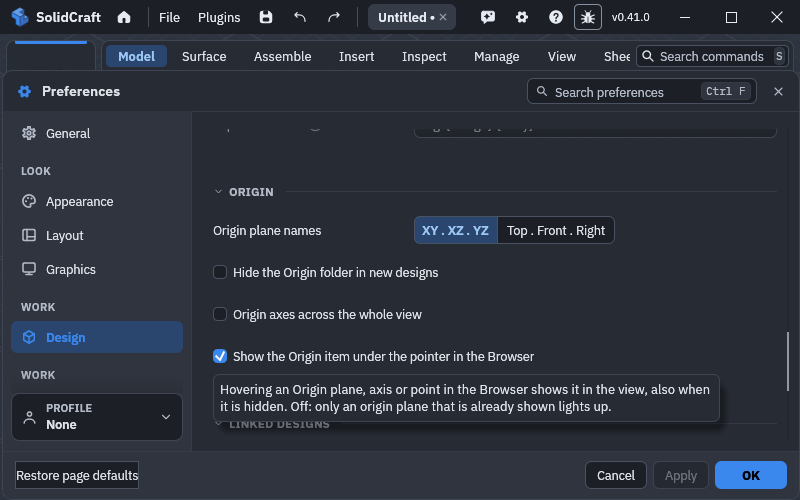 SolidCraft
File
Plugins
Untitled •
v0.41.0
Model
Surface
Assemble
Insert
Inspect
Manage
View
Shee
Search commands
S
Preferences
Search preferences
Ctrl F
General
LOOK
Appearance
Layout
Graphics
WORK
Design
WORK
PROFILE
None
ORIGIN
Origin plane names
XY . XZ . YZ
Top . Front . Right
Hide the Origin folder in new designs
Origin axes across the whole view
Show the Origin item under the pointer in the Browser
Hovering an Origin plane, axis or point in the Browser shows it in the view, also when
it is hidden. Off: only an origin plane that is already shown lights up.
LINKED DESIGNS
Restore page defaults
Cancel
Apply
OK